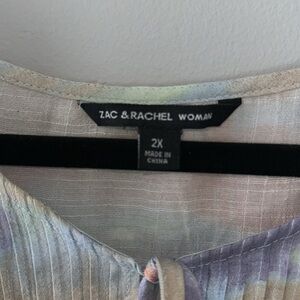 ZAC & RACHEL WOMAN
2X
MADE IN
CHINA